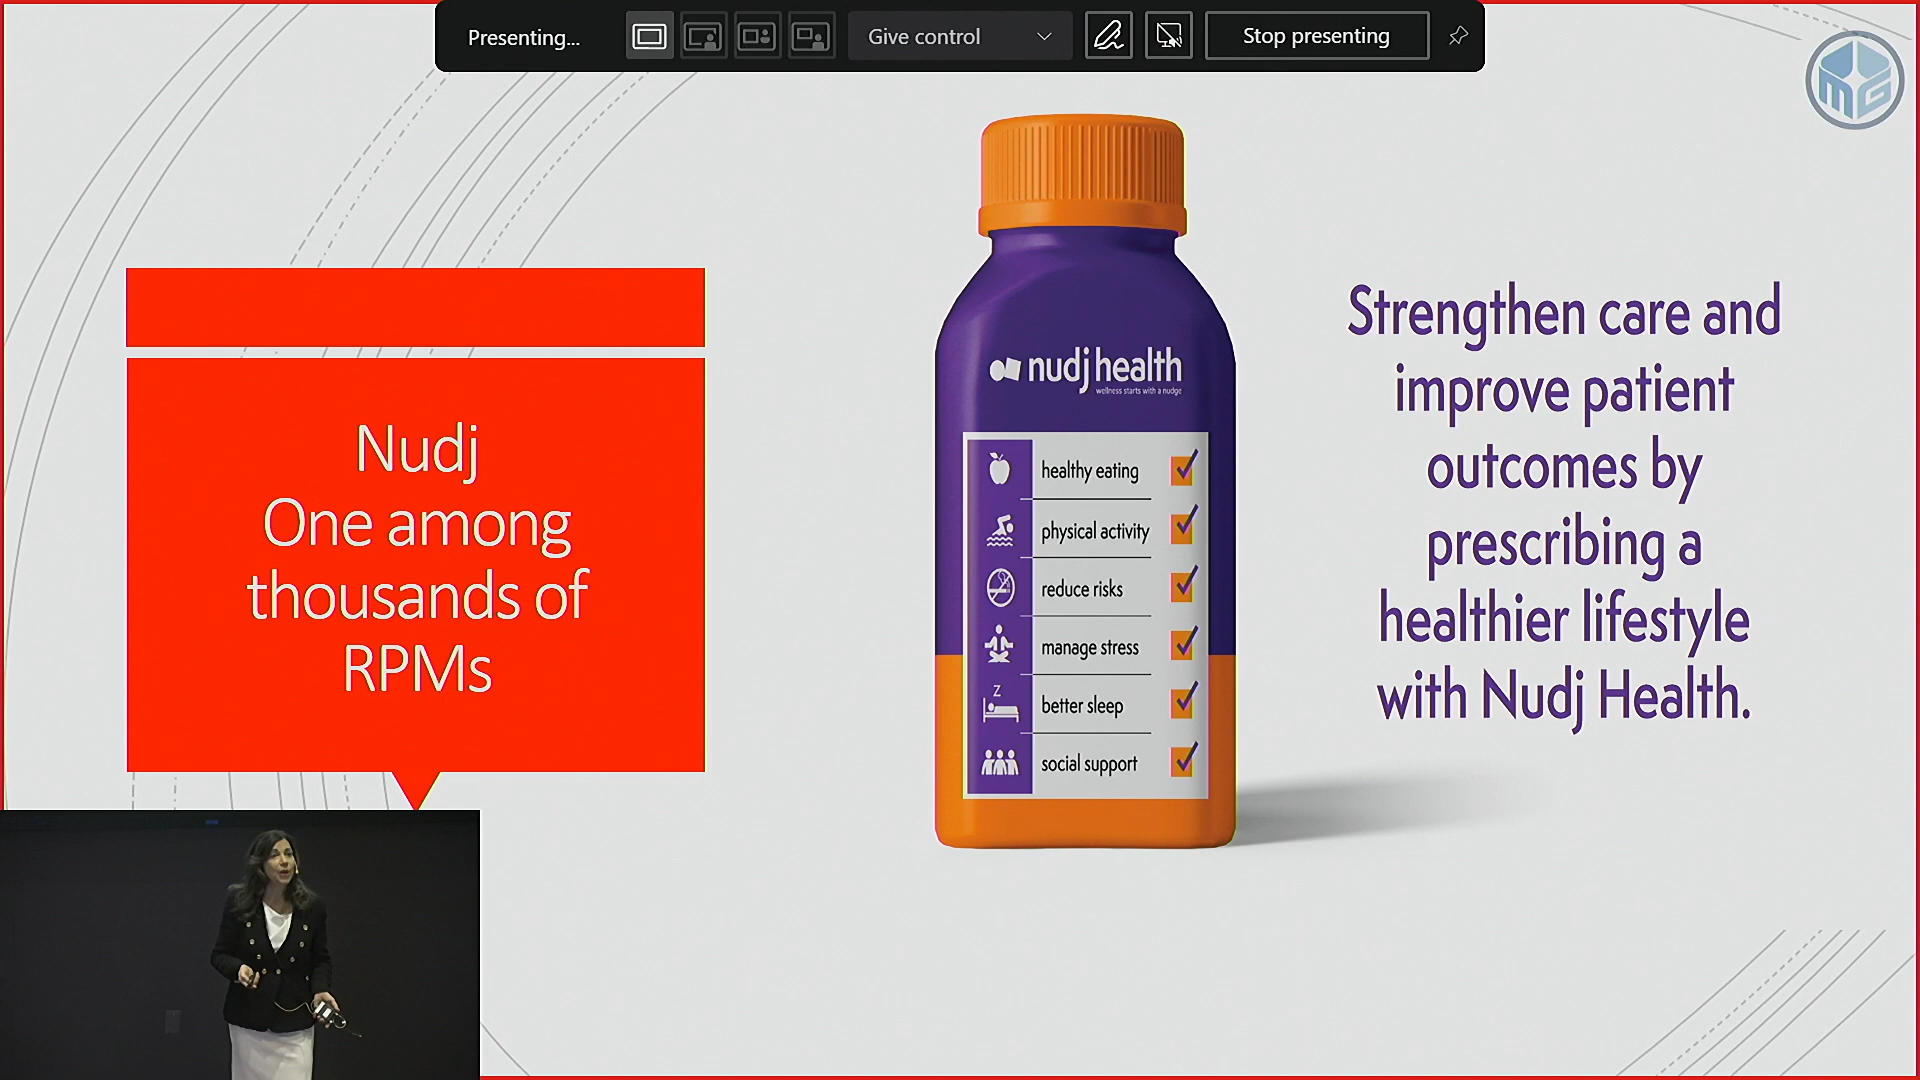 Presenting...
Give control
Stop presenting
MG
Nudj
One among
thousands of
RPMs
nudj health
wellness starts with a nudge
healthy eating
physical activity
reduce risks
manage stress
Z
better sleep
social support
Strengthen care and
improve patient
outcomes by
prescribing a
healthier lifestyle
with Nudj Health.